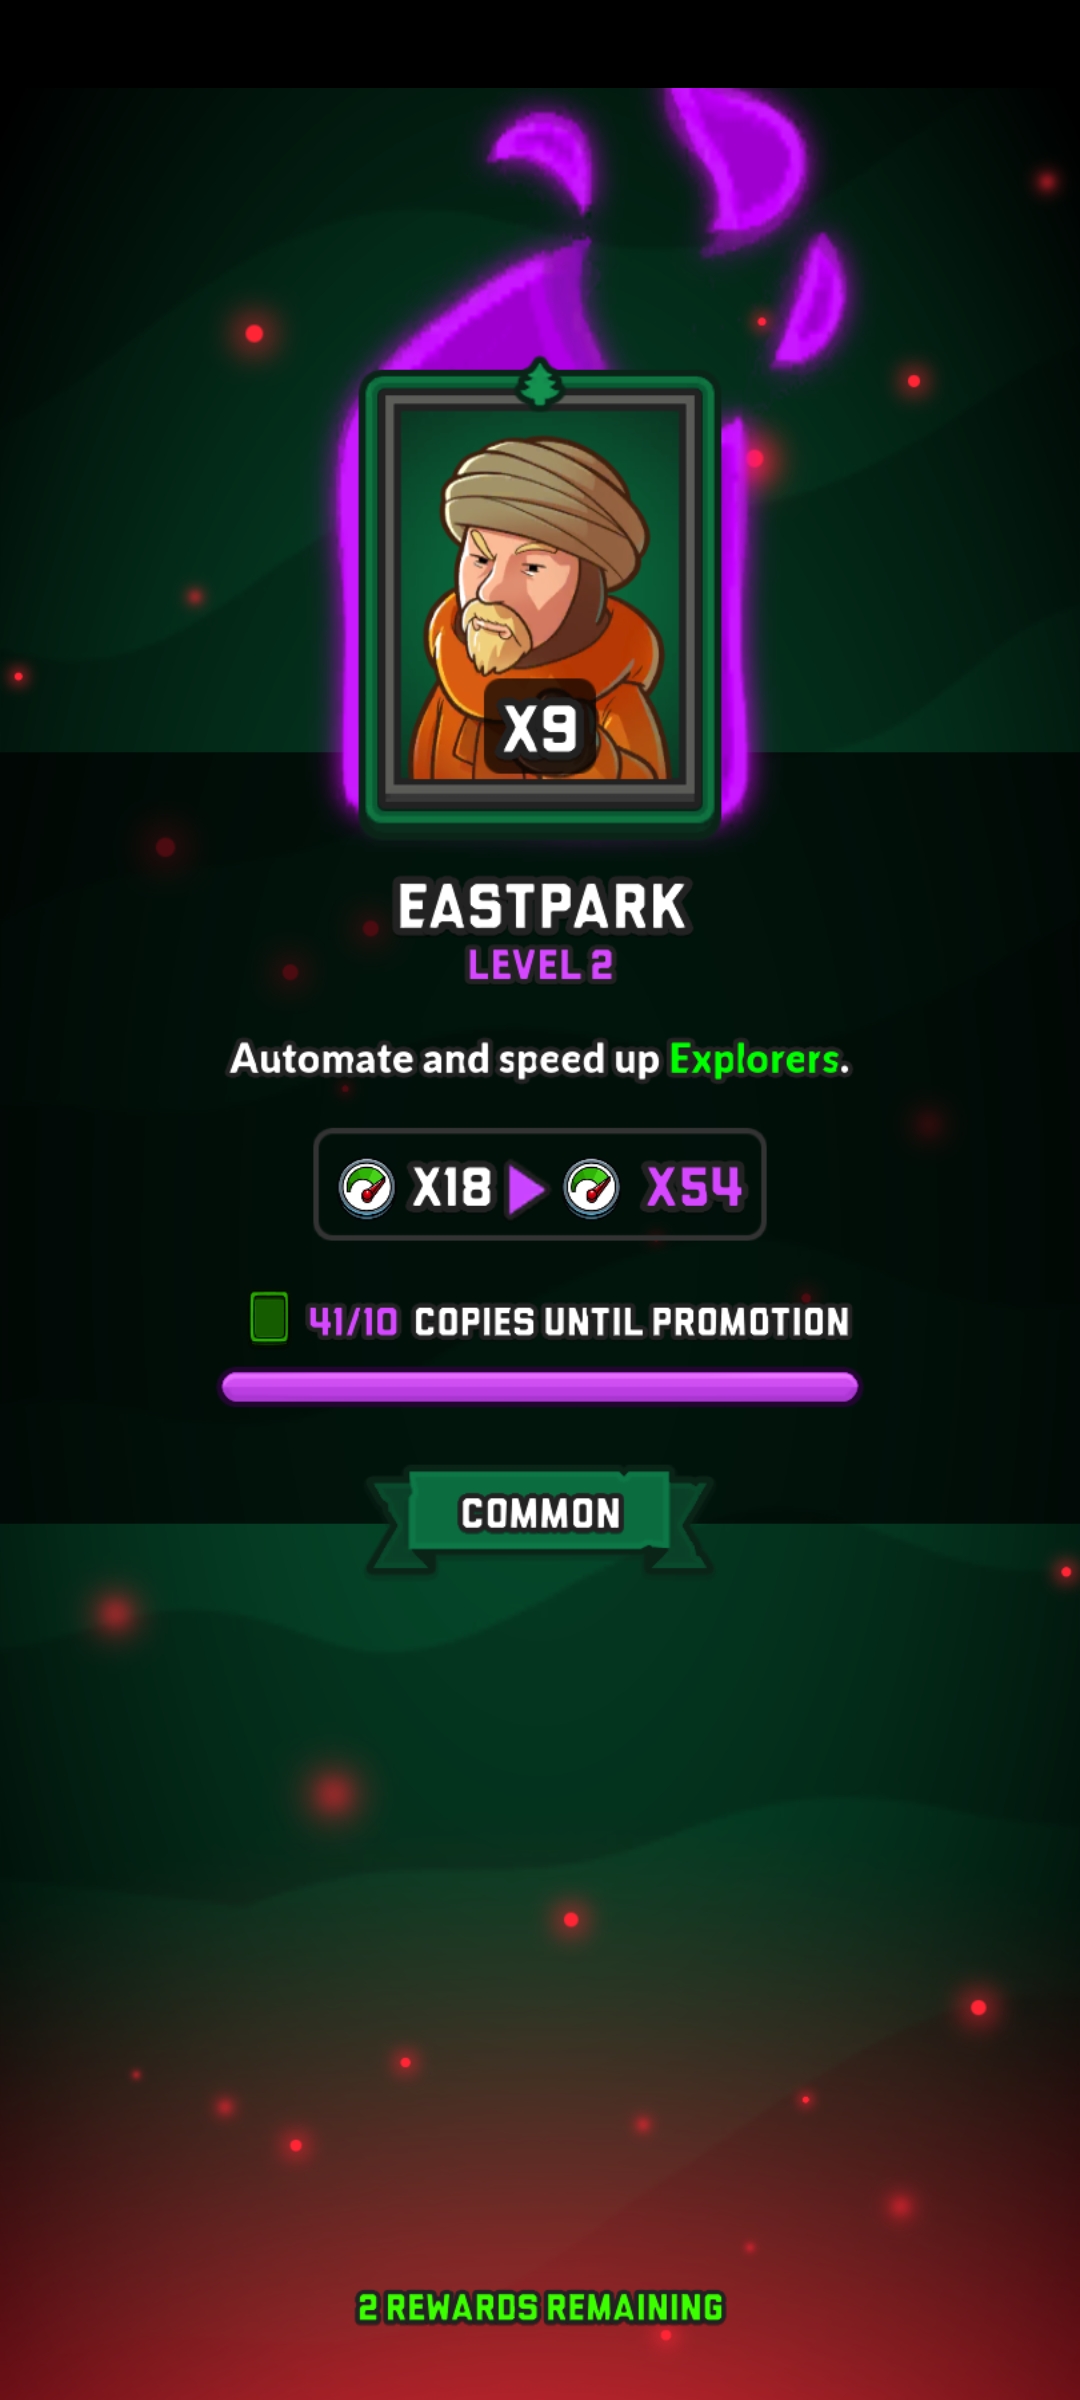 X9
EASTPARK
LEVEL 2
Automate and speed up Explorers.
X18 X54
41/10 COPIES UNTIL PROMOTION
COMMON
2 REWARDS REMAINING